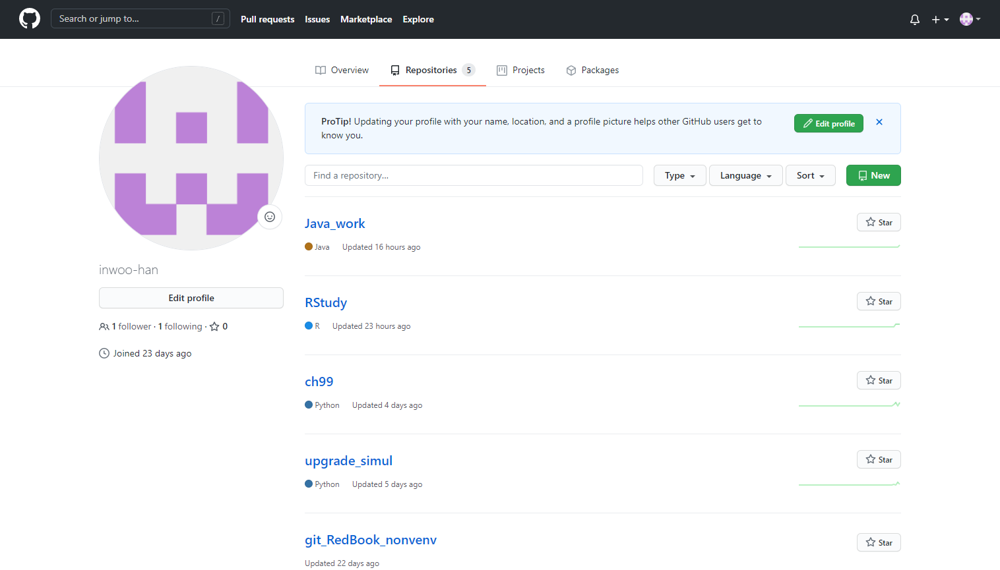 Search or jump to... /
Pull requests Issues Marketplace Explore
Overview Repositories 5 Projects Packages
ProTip! Updating your profile with your name, location, and a profile picture helps other GitHub users get to
know you.
Edit profile
Find a repository... Type Language Sort New
inwoo-han
Edit profile
1 follower · 1 following · 0
Joined 23 days ago
Java_work Star
Java Updated 16 hours ago
RStudy Star
R Updated 23 hours ago
ch99 Star
Python Updated 4 days ago
upgrade_simul Star
Python Updated 5 days ago
git_RedBook_nonvenv Star
Updated 22 days ago